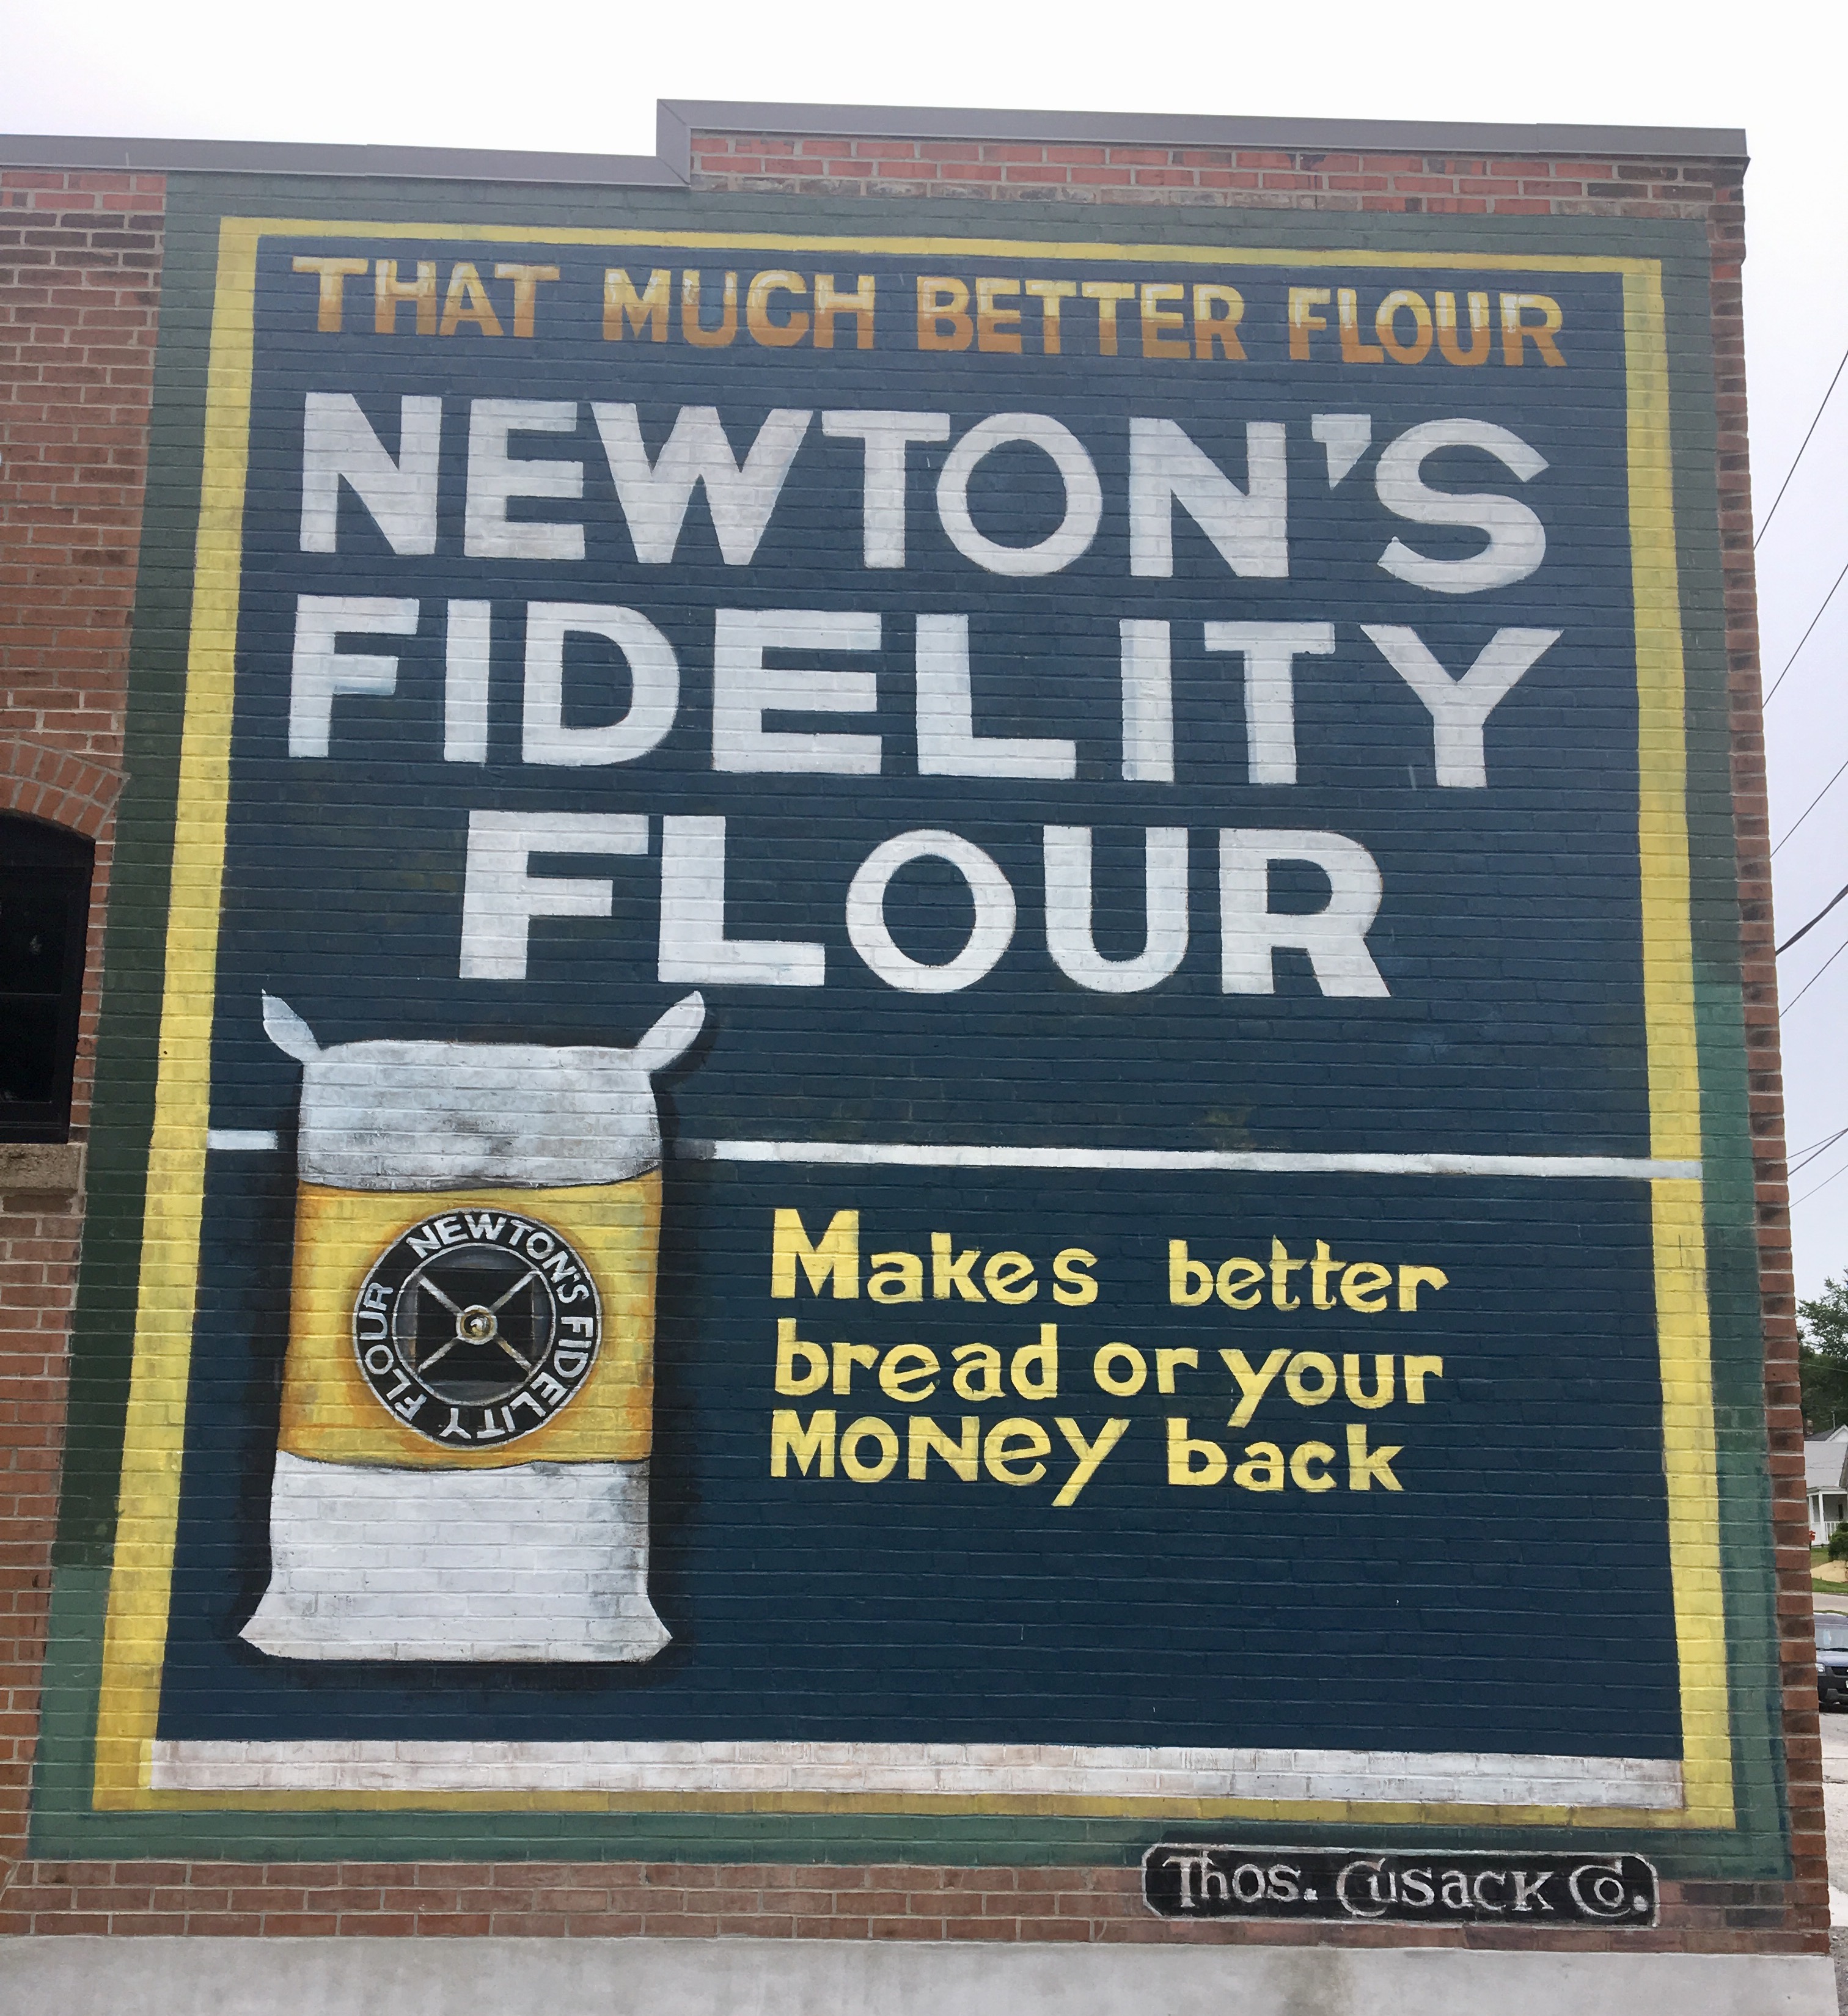 THAT MUCH BETTER FLOUR
NEWTON'S
FIDELITY
FLOUR
NEWTON'S FIDELITY FLOUR
Makes better
bread or your
MONey back
Thos. Cusack Co.